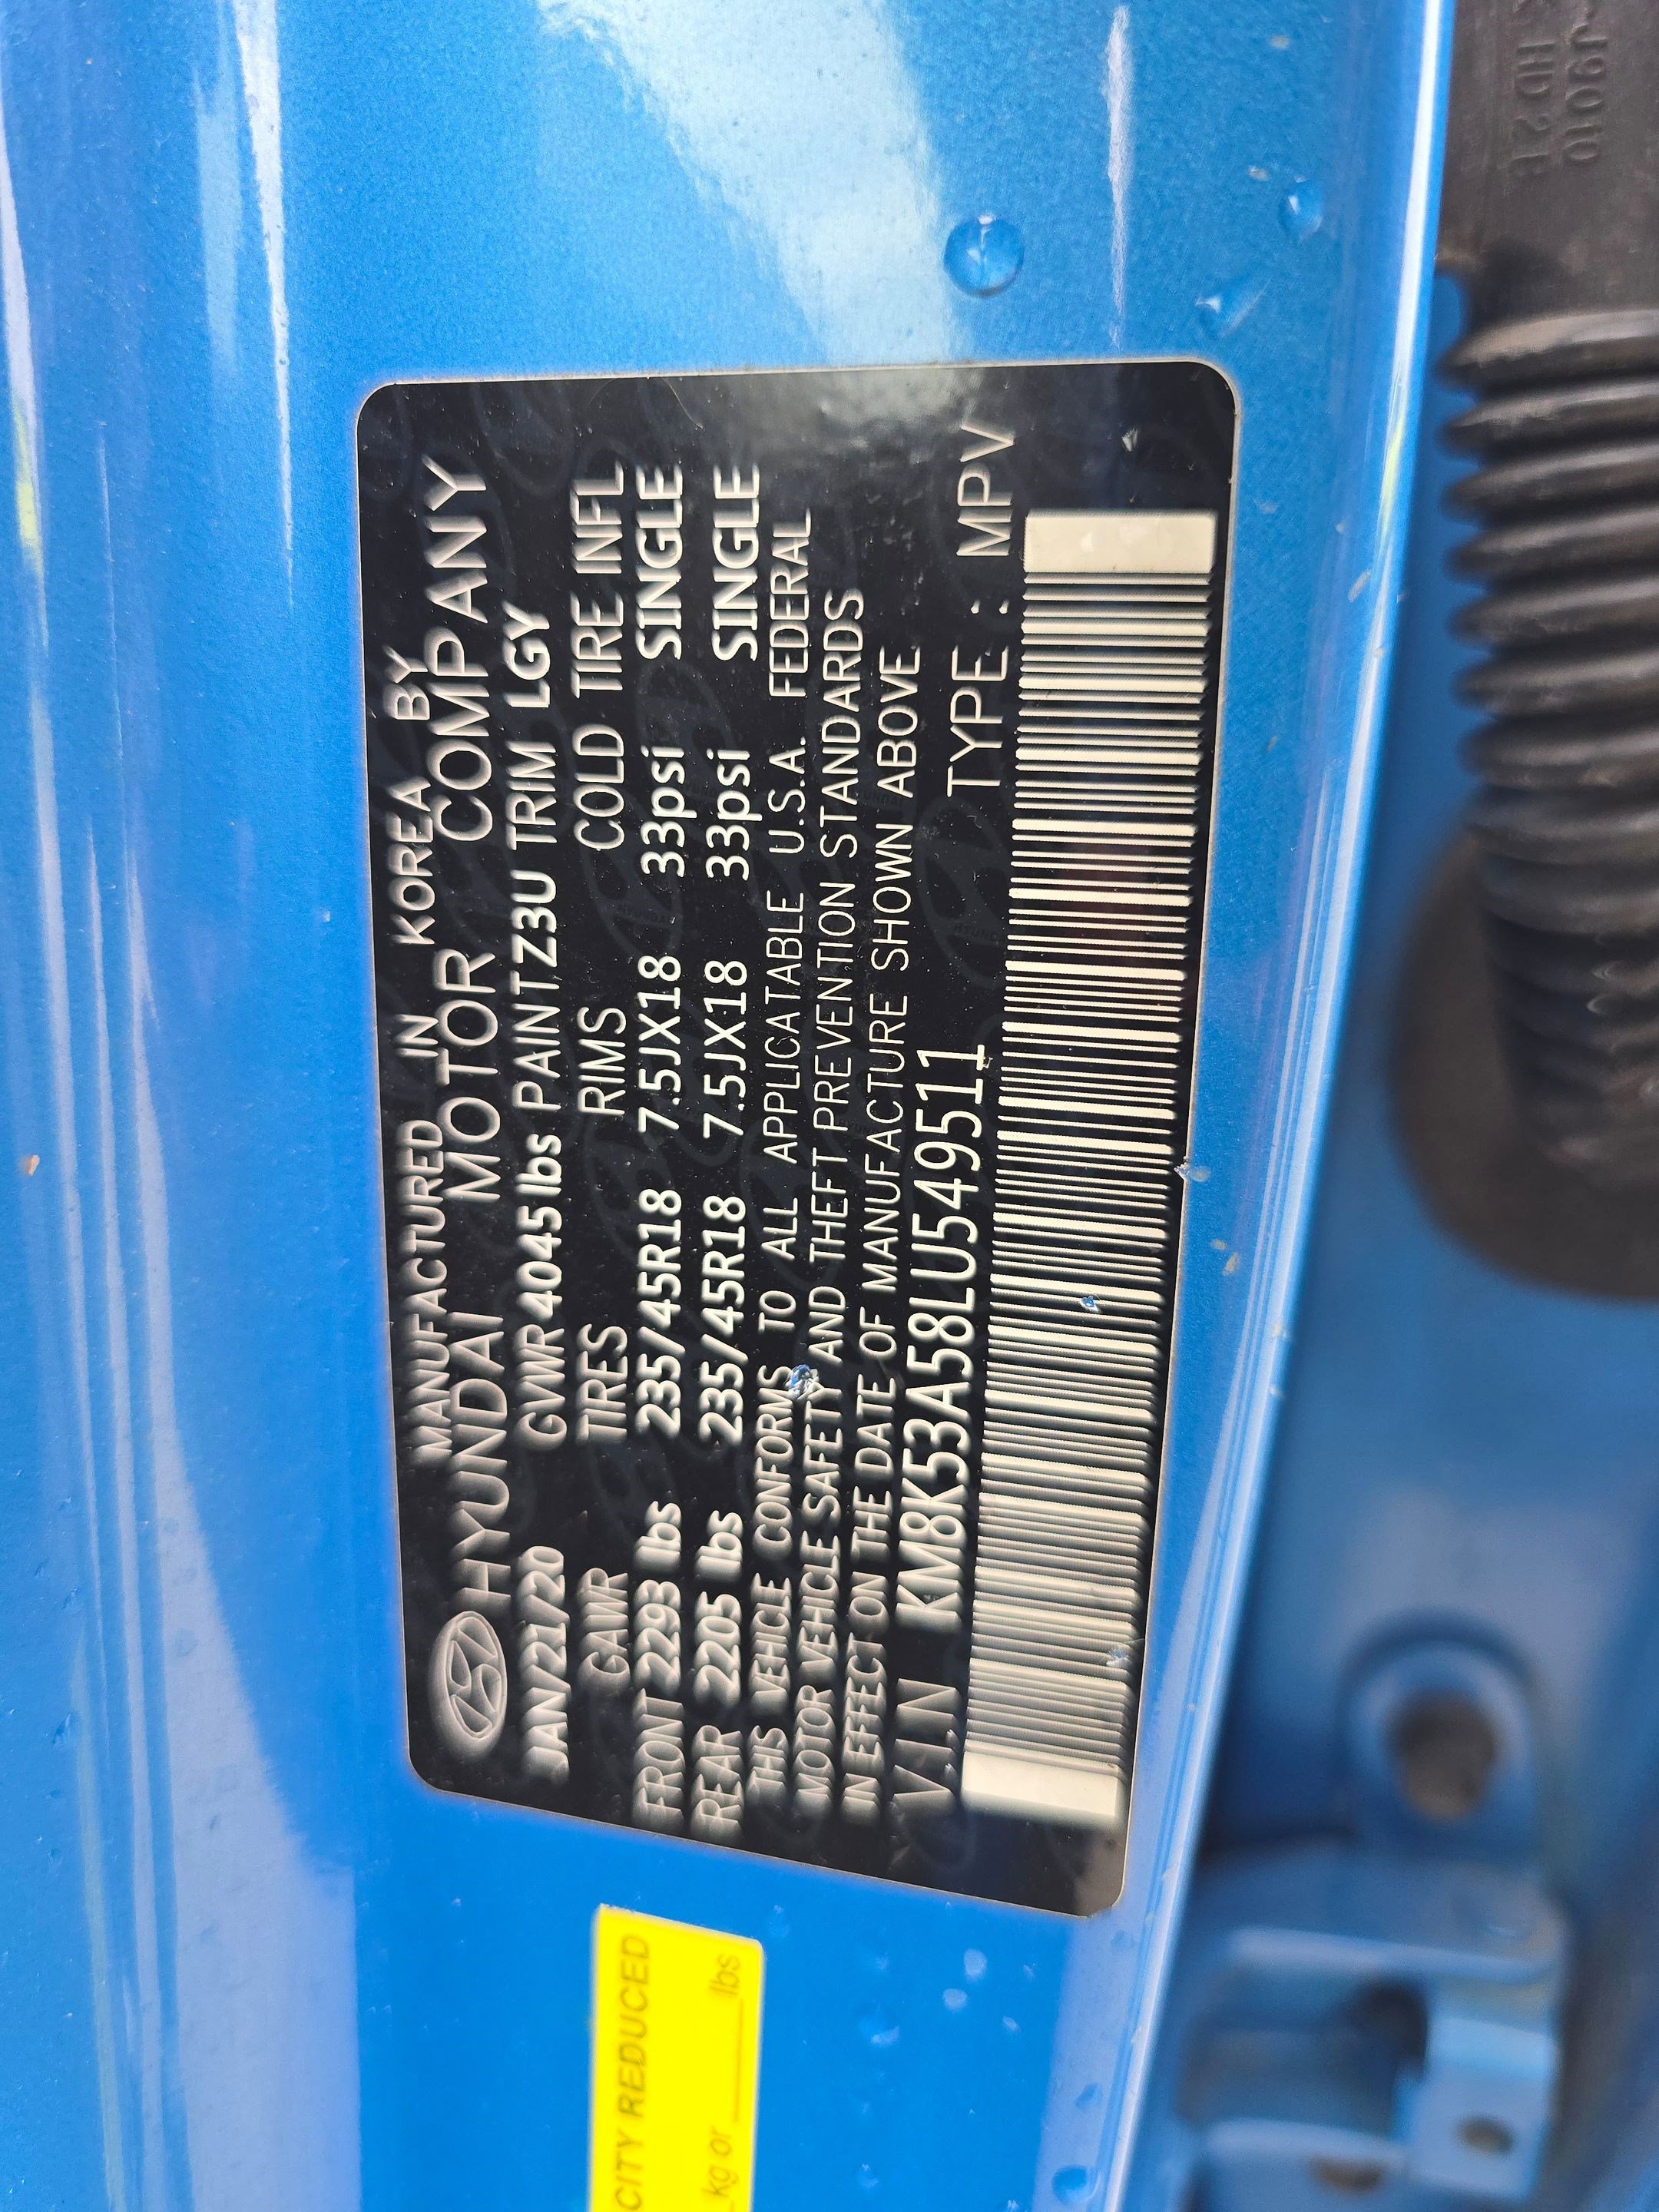 MANUFACTURED IN KOREA BY
HYUNDAI MOTOR COMPANY
JAN/21/20 GVWR 4045 lbs PAINT Z3U TRIM LGY
GAWR TIRES RIMS COLD TIRE INFL
FRONT 2293 lbs 235/45R18 7.5JX18 33psi SINGLE
REAR 2205 lbs 235/45R18 7.5JX18 33psi SINGLE
THIS VEHICLE CONFORMS TO ALL APPLICATABLE U.S.A. FEDERAL
MOTOR VEHICLE SAFETY AND THEFT PREVENTION STANDARDS
IN EFFECT ON THE DATE OF MANUFACTURE SHOWN ABOVE
V.I.N KM8K53A58LU549511 TYPE : MPV
CITY REDUCED
kg or ____lbs
J9010
HD2E